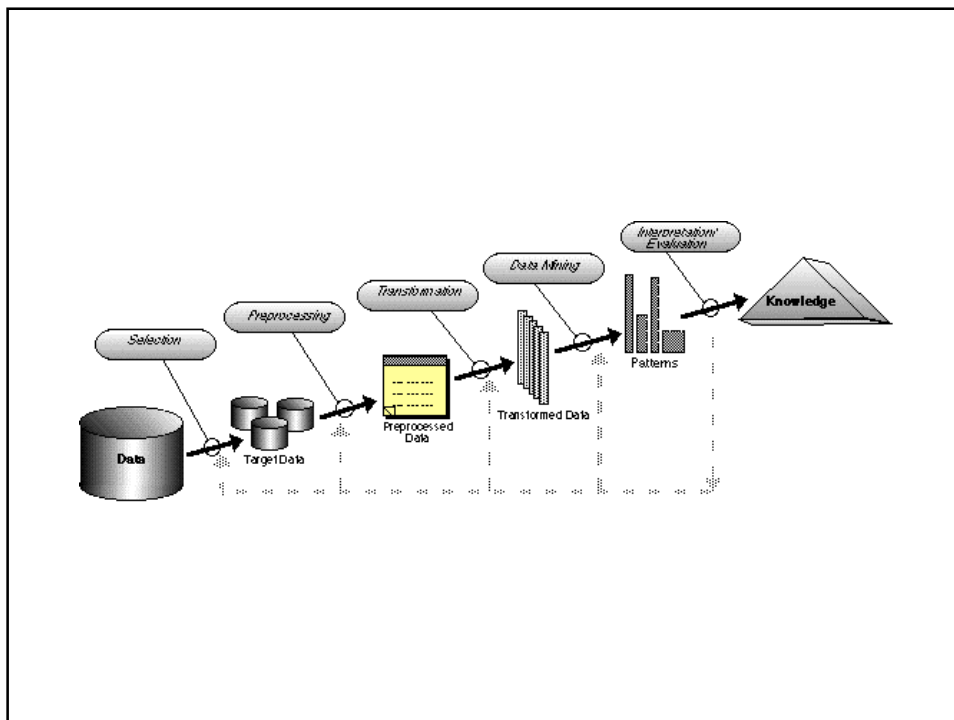 Interpretation/
Evaluation
Data Mining
Transformation
Preprocessing
Selection
Knowledge
Patterns
Transformed Data
Preprocessed
Data
Target Data
Data